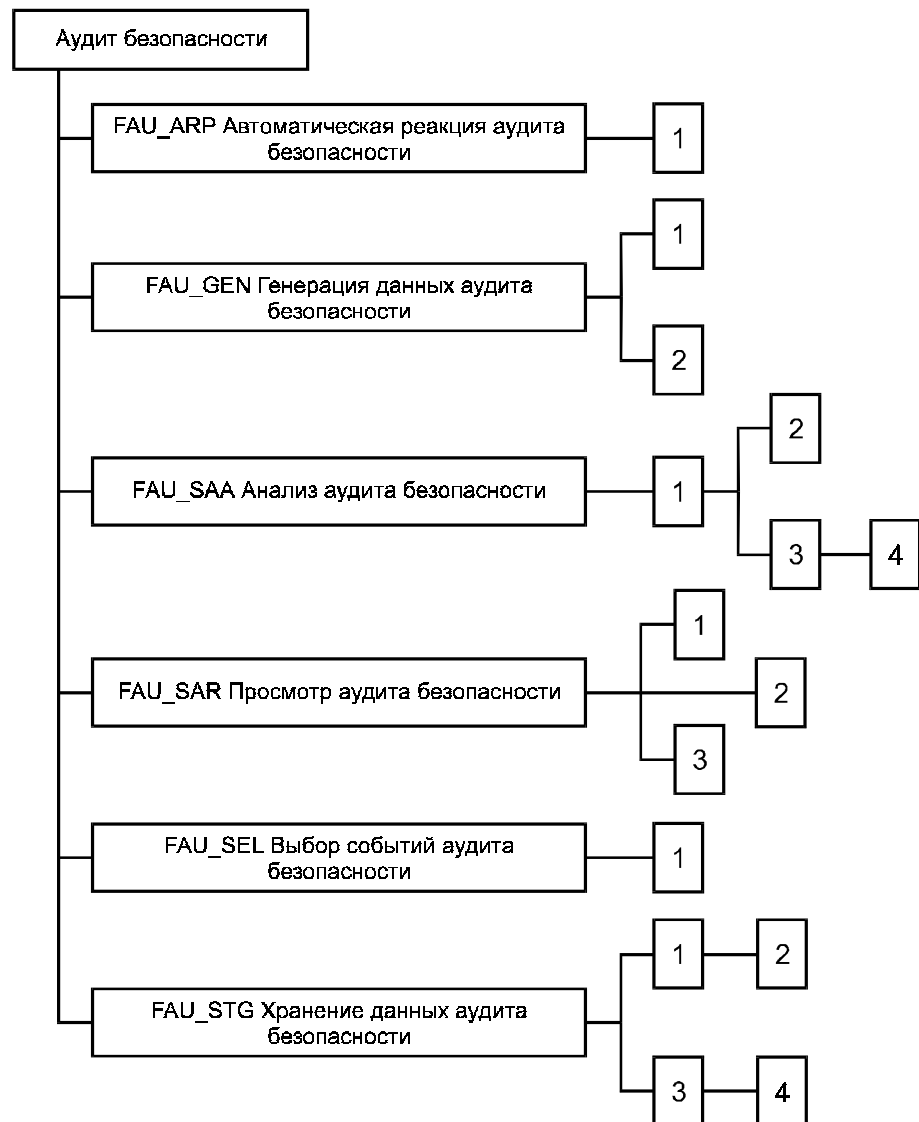 Аудит безопасности
FAU_ARP Автоматическая реакция аудита
безопасности
1
1
FAU_GEN Генерация данных аудита
безопасности
2
2
FAU_SAA Анализ аудита безопасности
1
3
4
1
FAU_SAR Просмотр аудита безопасности
2
3
FAU_SEL Выбор событий аудита
безопасности
1
1
2
FAU_STG Хранение данных аудита
безопасности
3
4